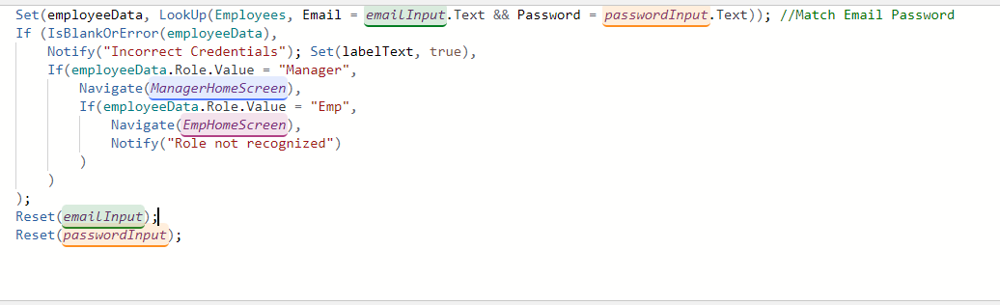 Set(employeeData, LookUp(Employees, Email = emailInput.Text && Password = passwordInput.Text)); //Match Email Password
If (IsBlankOrError(employeeData),
Notify("Incorrect Credentials"); Set(labelText, true),
If(employeeData.Role.Value = "Manager",
Navigate(ManagerHomeScreen),
If(employeeData.Role.Value = "Emp",
Navigate(EmpHomeScreen),
Notify("Role not recognized")
)
)
);
Reset(emailInput);
Reset(passwordInput);